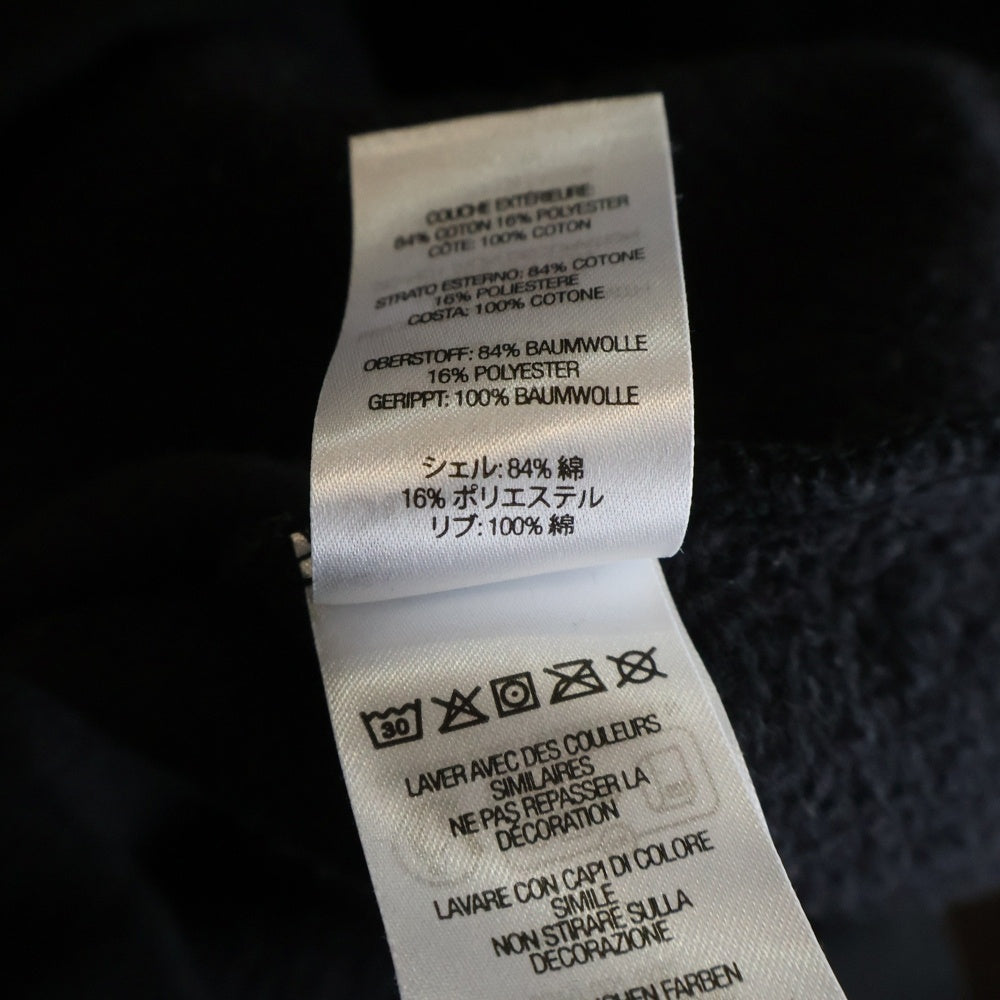 COUCHE EXTÉRIEURE:
84% COTON 16% POLYESTER
CÔTE: 100% COTON
STRATO ESTERNO: 84% COTONE
16% POLIESTERE
COSTA: 100% COTONE
OBERSTOFF: 84% BAUMWOLLE
16% POLYESTER
GERIPPT: 100% BAUMWOLLE
シェル: 84% 綿
16% ポリエステル
リブ: 100% 綿
30
LAVER AVEC DES COULEURS
SIMILAIRES
NE PAS REPASSER LA
DÉCORATION
LAVARE CON CAPI DI COLORE
SIMILE
NON STIRARE SULLA
DECORAZIONE
FARBEN